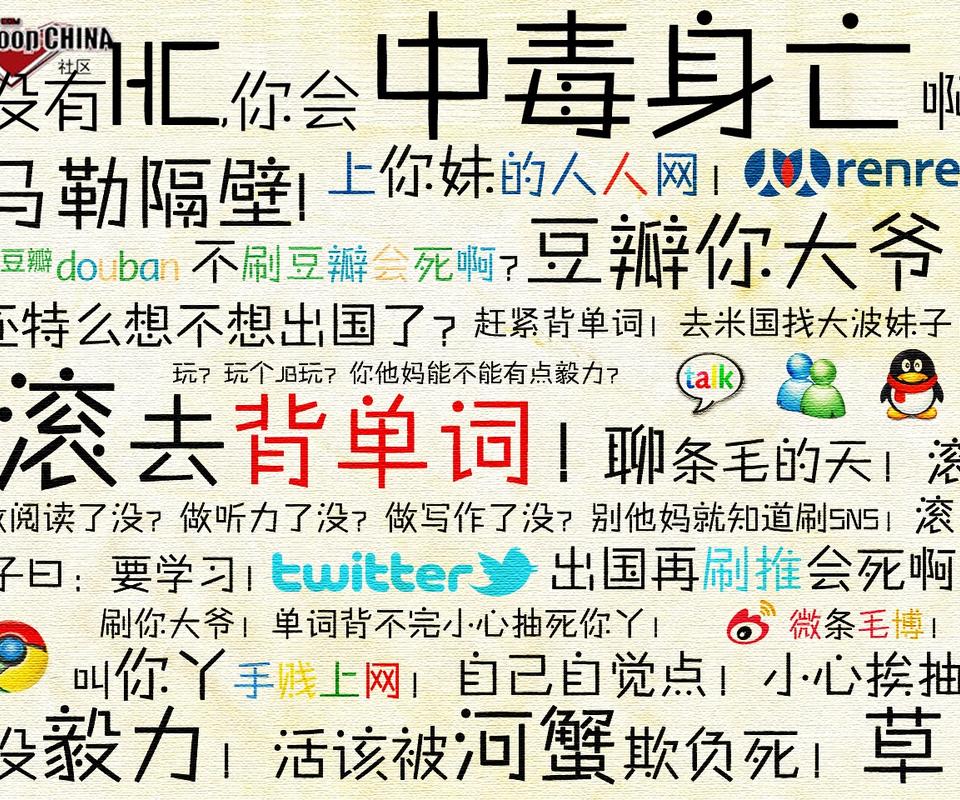 oopCHINA
社区
没有HC,你会中毒身亡啊
马勒隔壁! 上你妹的人人网! renre
豆瓣douban 不刷豆瓣会死啊? 豆瓣你大爷
还特么想不想出国了? 赶紧背单词! 去米国找大波妹子
玩? 玩个JB玩? 你他妈能不能有点毅力? talk
滚去背单词! 聊条毛的天! 滚
做阅读了没? 做听力了没? 做写作了没? 别他妈就知道刷SNS! 滚
子曰: 要学习! twitter 出国再刷推会死啊
刷你大爷! 单词背不完小心抽死你丫! 微条毛博!
叫你丫手贱上网! 自己自觉点! 小心挨抽
没毅力! 活该被河蟹欺负死! 草